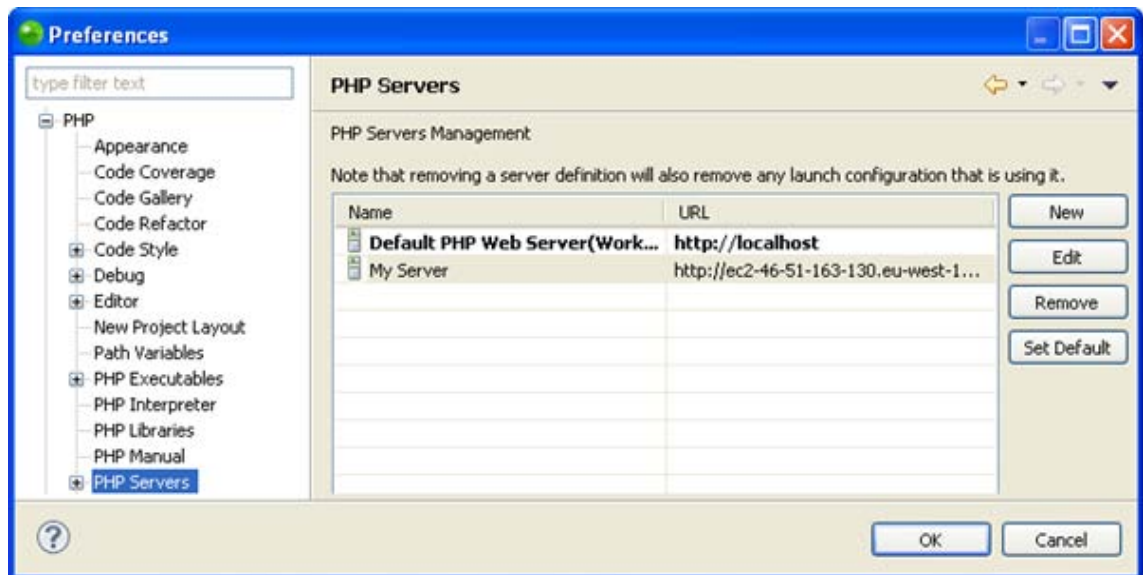 Preferences
type filter text
PHP
Appearance
Code Coverage
Code Gallery
Code Refactor
Code Style
Debug
Editor
New Project Layout
Path Variables
PHP Executables
PHP Interpreter
PHP Libraries
PHP Manual
PHP Servers
PHP Servers
PHP Servers Management
Note that removing a server definition will also remove any launch configuration that is using it.
Name URL
Default PHP Web Server(Work... http://localhost
My Server http://ec2-46-51-163-130.eu-west-1...
New
Edit
Remove
Set Default
?
OK Cancel